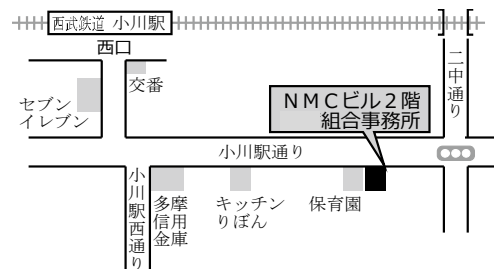 西武鉄道 小川駅
西口
二中通り
交番
セブン
イレブン
NMCビル2階
組合事務所
小川駅通り
小川駅西通り
多摩
信用
金庫
キッチン
りぼん
保育園